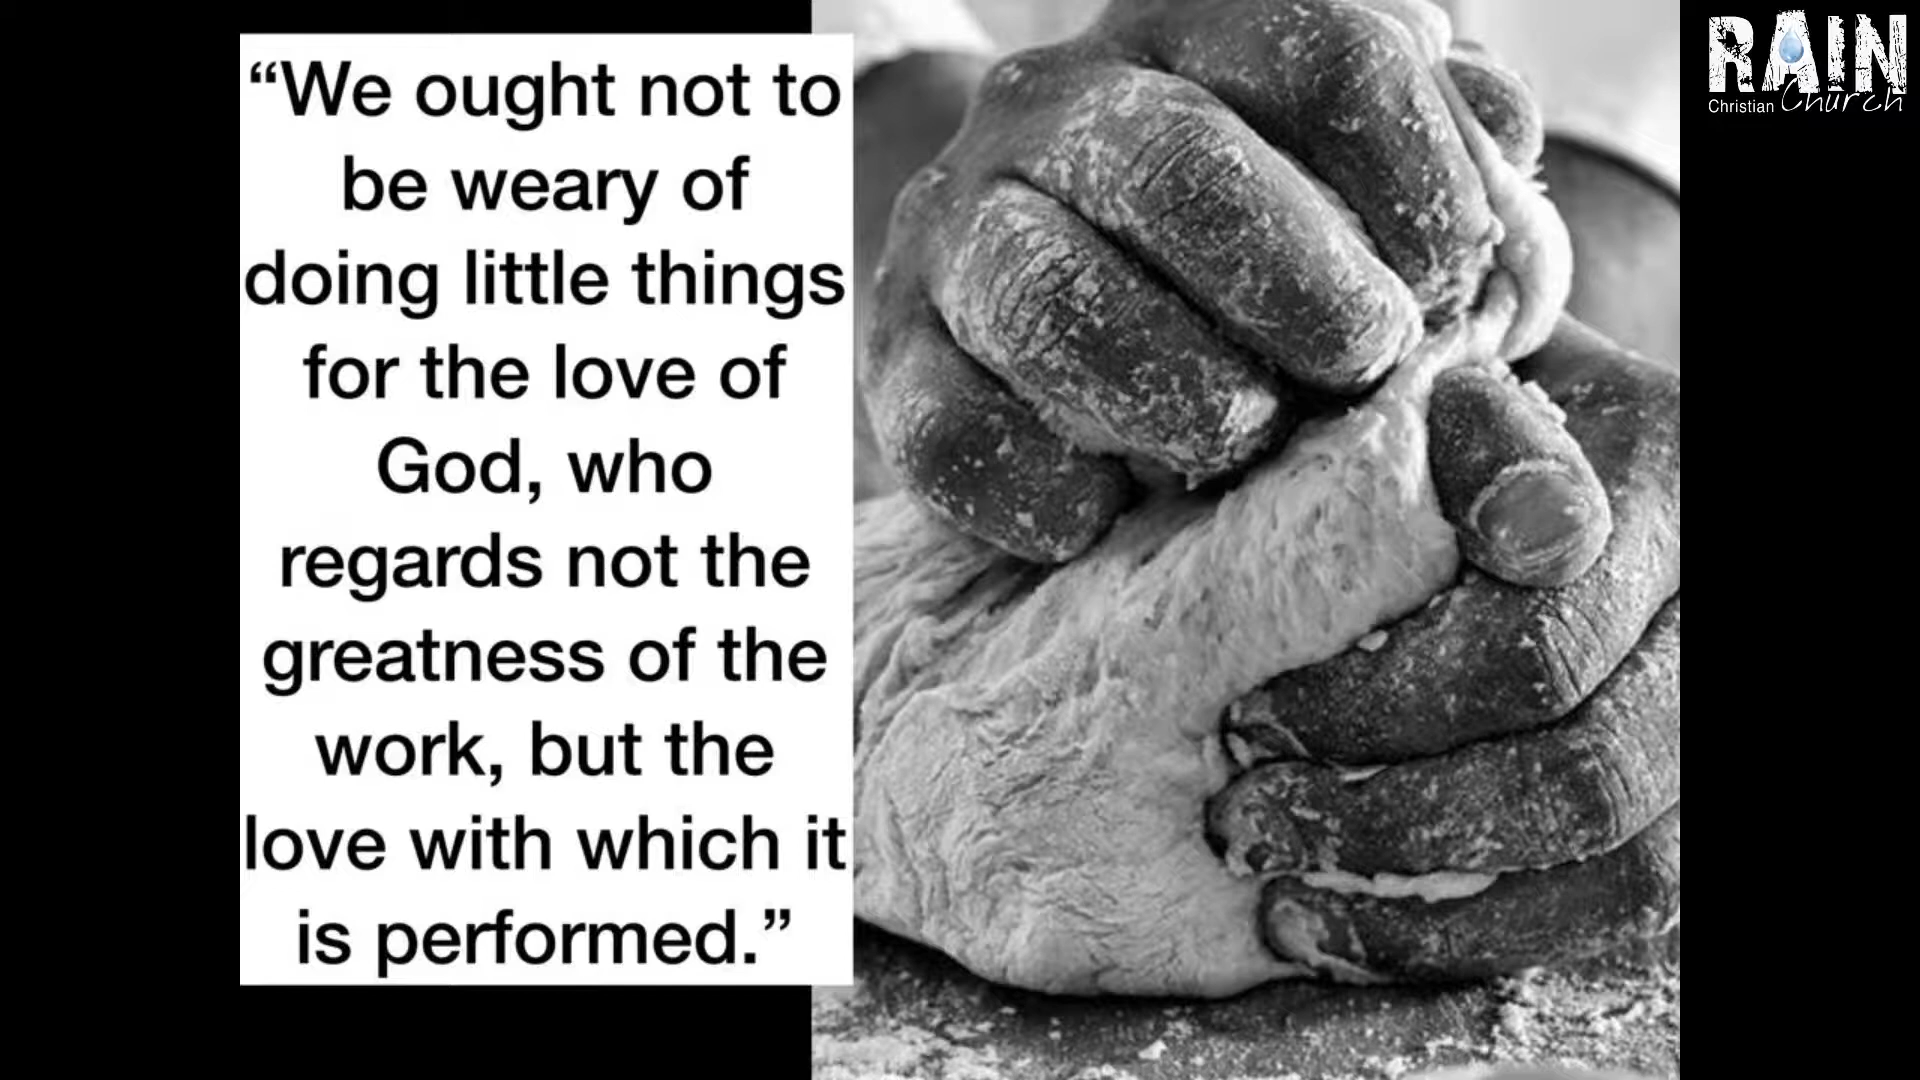 “We ought not to
be weary of
doing little things
for the love of
God, who
regards not the
greatness of the
work, but the
love with which it
is performed.”
RAIN
Christian Church